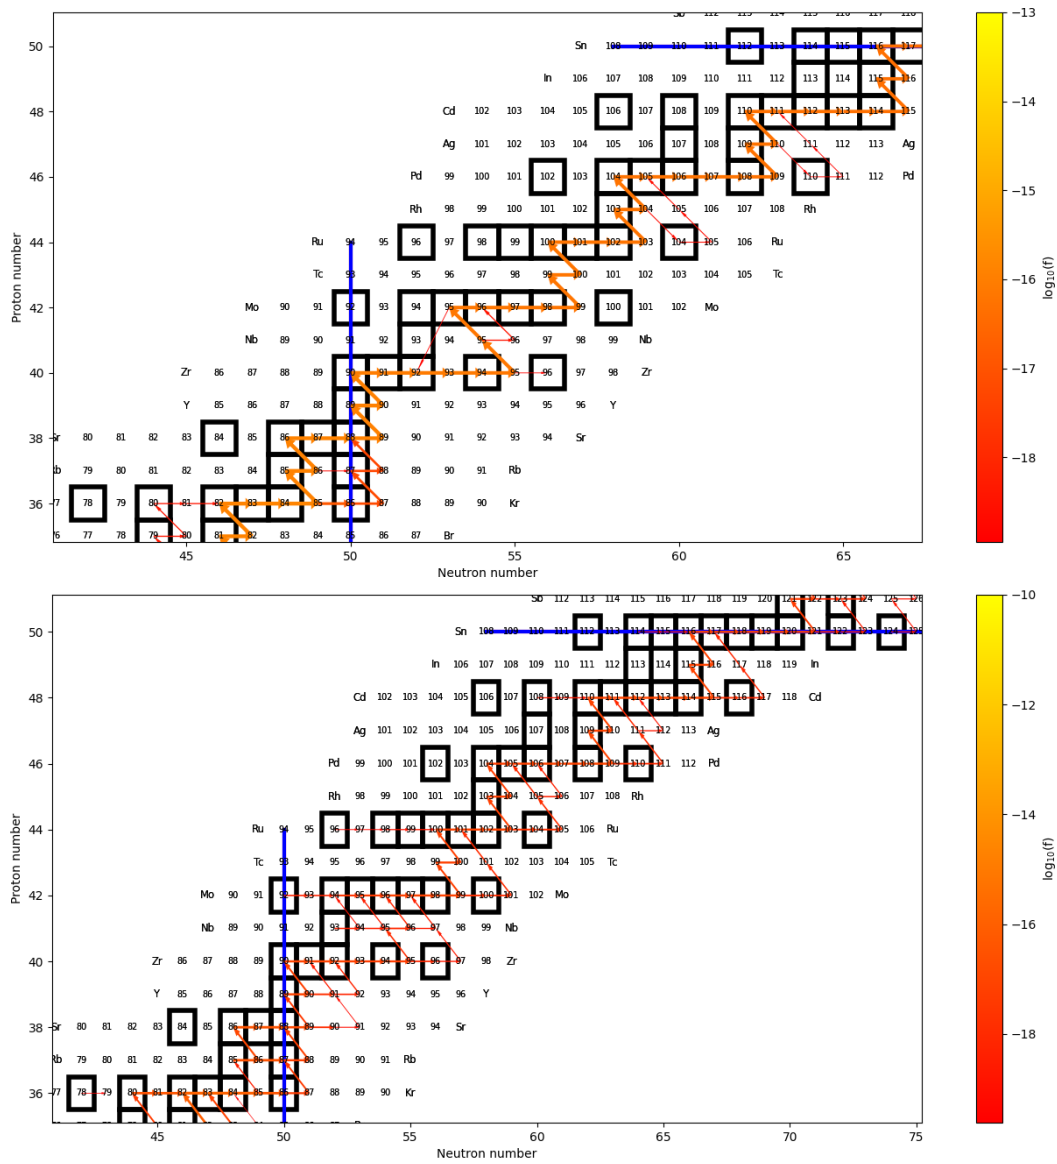 50
48
46
44
42
40
38
36
Proton number
Sb 112 113 114 115 116 117 118
Sn 108 109 110 111 112 113 114 115 116 117
In 106 107 108 109 110 111 112 113 114 115 116
Cd 102 103 104 105 106 107 108 109 110 111 112 113 114 115
Ag 101 102 103 104 105 106 107 108 109 110 111 112 113 Ag
Pd 99 100 101 102 103 104 105 106 107 108 109 110 111 112 Pd
Rh 98 99 100 101 102 103 104 105 106 107 108 Rh
Ru 94 95 96 97 98 99 100 101 102 103 104 105 106 Ru
Tc 93 94 95 96 97 98 99 100 101 102 103 104 105 Tc
Mo 90 91 92 93 94 95 96 97 98 99 100 101 102 Mo
Nb 89 90 91 92 93 94 95 96 97 98 99 Nb
Zr 86 87 88 89 90 91 92 93 94 95 96 97 98 Zr
Y 85 86 87 88 89 90 91 92 93 94 95 96 Y
Sr 80 81 82 83 84 85 86 87 88 89 90 91 92 93 94 Sr
Rb 79 80 81 82 83 84 85 86 87 88 89 90 91 Rb
77 78 79 80 81 82 83 84 85 86 87 88 89 90 Kr
76 77 78 79 80 81 82 83 84 85 86 87 Br
45 50 55 60 65
Neutron number
-13
-14
-15
-16
-17
-18
log10(f)
50
48
46
44
42
40
38
36
Proton number
Sb 112 113 114 115 116 117 118 119 120 121 122 123 124 125 126
Sn 108 109 110 111 112 113 114 115 116 117 118 119 120 121 122 123 124 125
In 106 107 108 109 110 111 112 113 114 115 116 117 118 119 In
Cd 102 103 104 105 106 107 108 109 110 111 112 113 114 115 116 117 118 Cd
Ag 101 102 103 104 105 106 107 108 109 110 111 112 113 Ag
Pd 99 100 101 102 103 104 105 106 107 108 109 110 111 112 Pd
Rh 98 99 100 101 102 103 104 105 106 107 108 Rh
Ru 94 95 96 97 98 99 100 101 102 103 104 105 106 Ru
Tc 93 94 95 96 97 98 99 100 101 102 103 104 105 Tc
Mo 90 91 92 93 94 95 96 97 98 99 100 101 102 Mo
Nb 89 90 91 92 93 94 95 96 97 98 99 Nb
Zr 86 87 88 89 90 91 92 93 94 95 96 97 98 Zr
Y 85 86 87 88 89 90 91 92 93 94 95 96 Y
Sr 80 81 82 83 84 85 86 87 88 89 90 91 92 93 94 Sr
Rb 79 80 81 82 83 84 85 86 87 88 89 90 91 Rb
77 78 79 80 81 82 83 84 85 86 87 88 89 90 Kr
45 50 55 60 65 70 75
Neutron number
-10
-12
-14
-16
-18
log10(f)